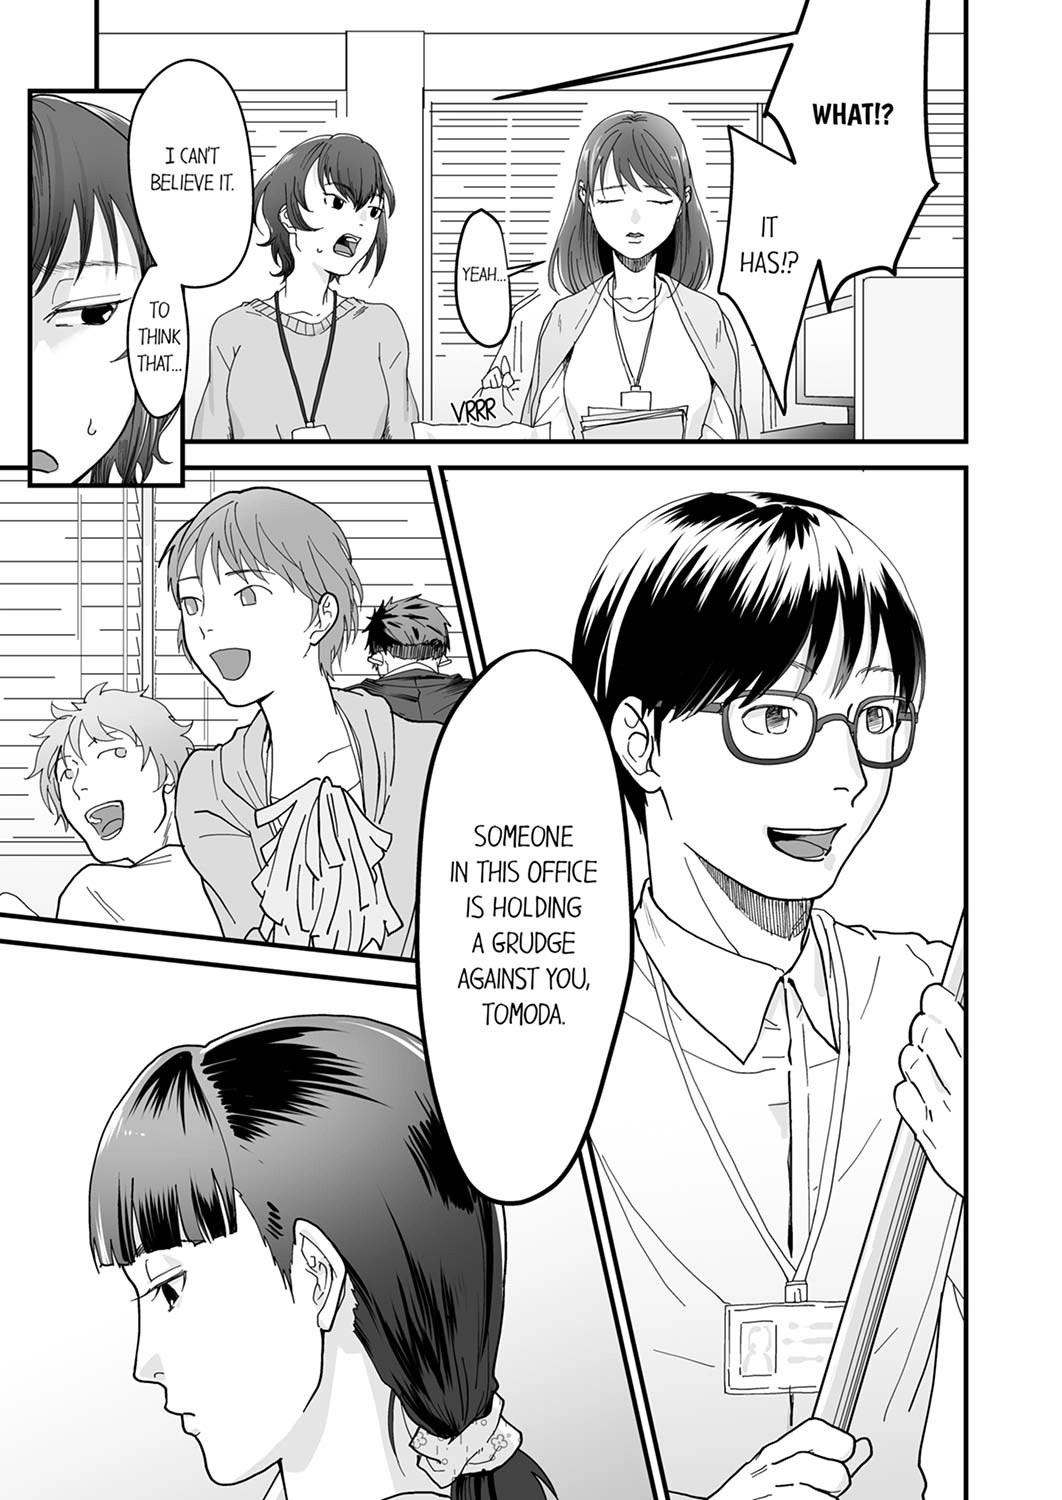 WHAT!?
IT
HAS!?
YEAH...
VRRR
I CAN'T
BELIEVE IT.
TO
THINK
THAT...
SOMEONE
IN THIS OFFICE
IS HOLDING
A GRUDGE
AGAINST YOU,
TOMODA.